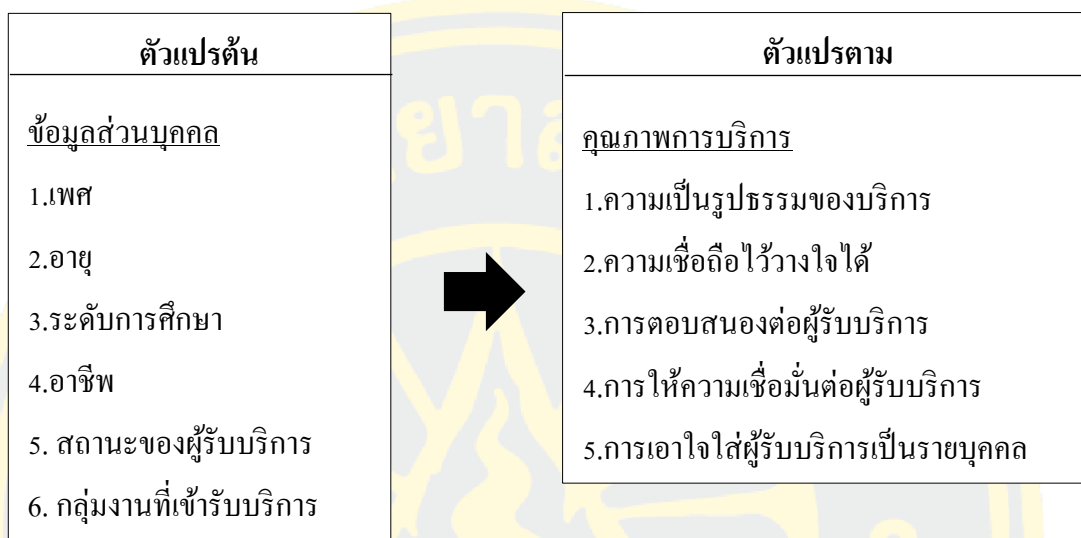 ตัวแปรต้น
ข้อมูลส่วนบุคคล
1.เพศ
2.อายุ
3.ระดับการศึกษา
4.อาชีพ
5. สถานะของผู้รับบริการ
6. กลุ่มงานที่เข้ารับบริการ
ตัวแปรตาม
คุณภาพการบริการ
1.ความเป็นรูปธรรมของบริการ
2.ความเชื่อถือไว้วางใจได้
3.การตอบสนองต่อผู้รับบริการ
4.การให้ความเชื่อมั่นต่อผู้รับบริการ
5.การเอาใจใส่ผู้รับบริการเป็นรายบุคคล